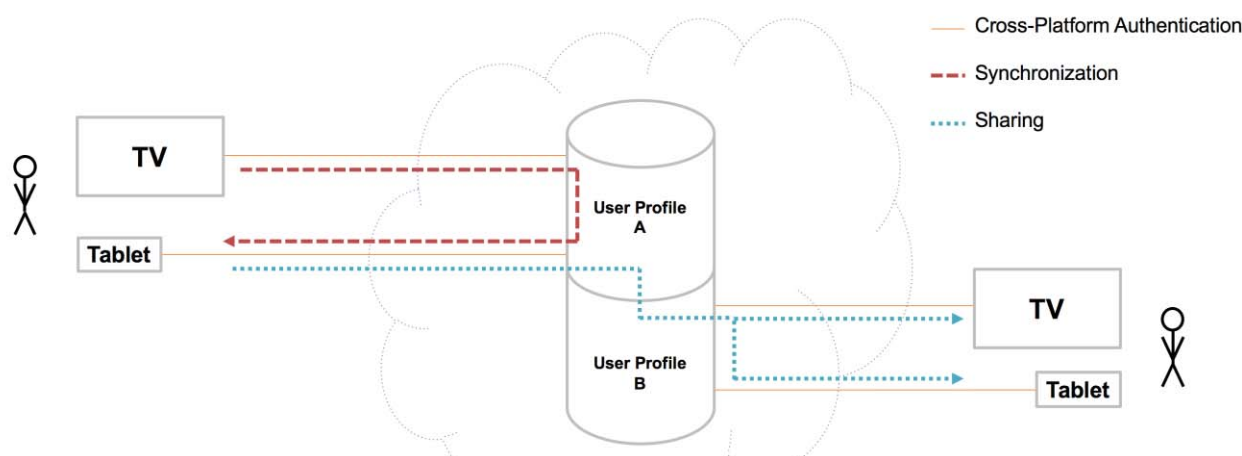 Cross-Platform Authentication
Synchronization
Sharing
TV
Tablet
User Profile
A
User Profile
B
TV
Tablet